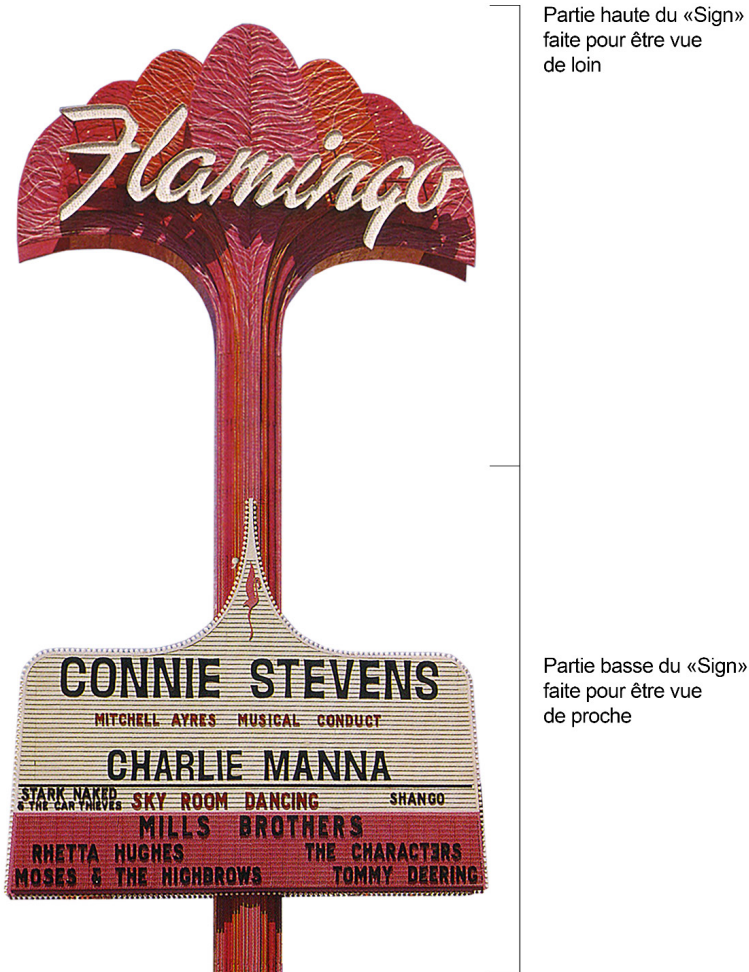 Partie haute du «Sign»
faite pour être vue
de loin
Flamingo
Partie basse du «Sign»
faite pour être vue
de proche
CONNIE STEVENS
MITCHELL AYRES MUSICAL CONDUCT
CHARLIE MANNA
STARK NAKED
& THE CAR THIEVES SKY ROOM DANCING SHANGO
MILLS BROTHERS
RHETTA HUGHES THE CHARACTERS
MOSES & THE HIGHBROWS TOMMY DEERING